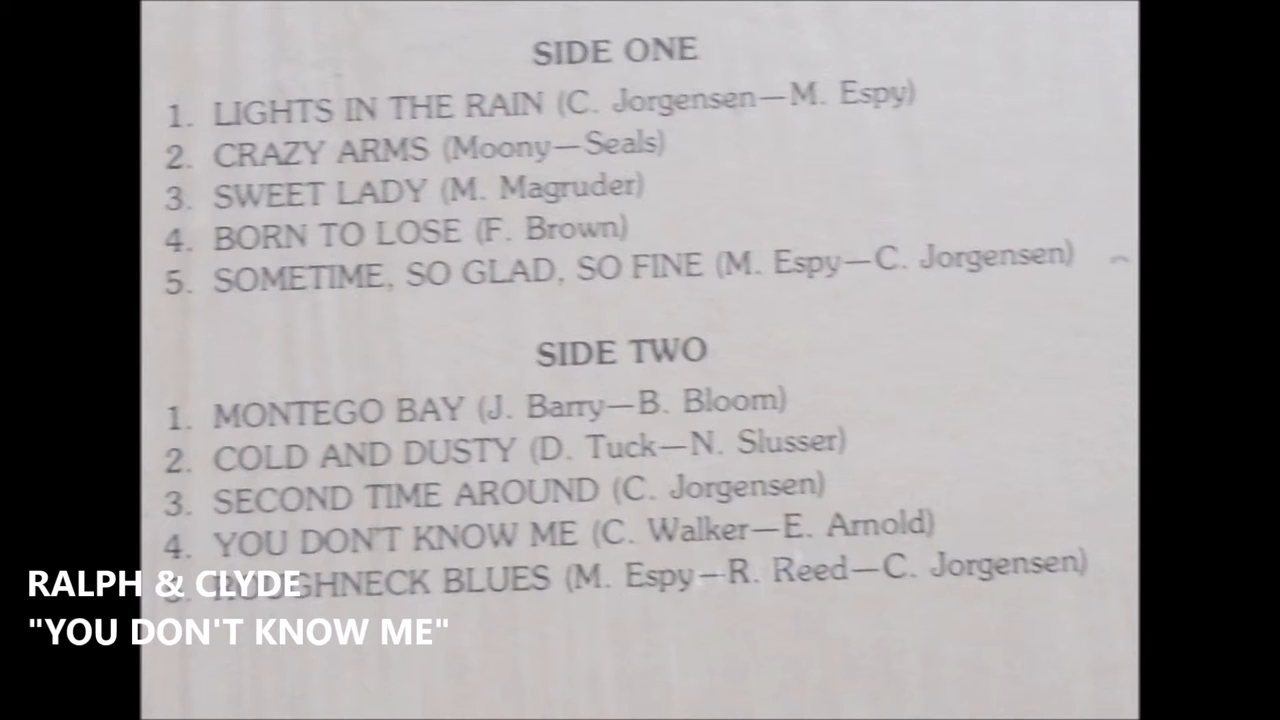 SIDE ONE
1. LIGHTS IN THE RAIN (C. Jorgensen—M. Espy)
2. CRAZY ARMS (Moony—Seals)
3. SWEET LADY (M. Magruder)
4. BORN TO LOSE (F. Brown)
5. SOMETIME, SO GLAD, SO FINE (M. Espy—C. Jorgensen)
SIDE TWO
1. MONTEGO BAY (J. Barry—B. Bloom)
2. COLD AND DUSTY (D. Tuck—N. Slusser)
3. SECOND TIME AROUND (C. Jorgensen)
4. YOU DON'T KNOW ME (C. Walker—E. Arnold)
5. ROUGHNECK BLUES (M. Espy—R. Reed—C. Jorgensen)
RALPH & CLYDE
"YOU DON'T KNOW ME"